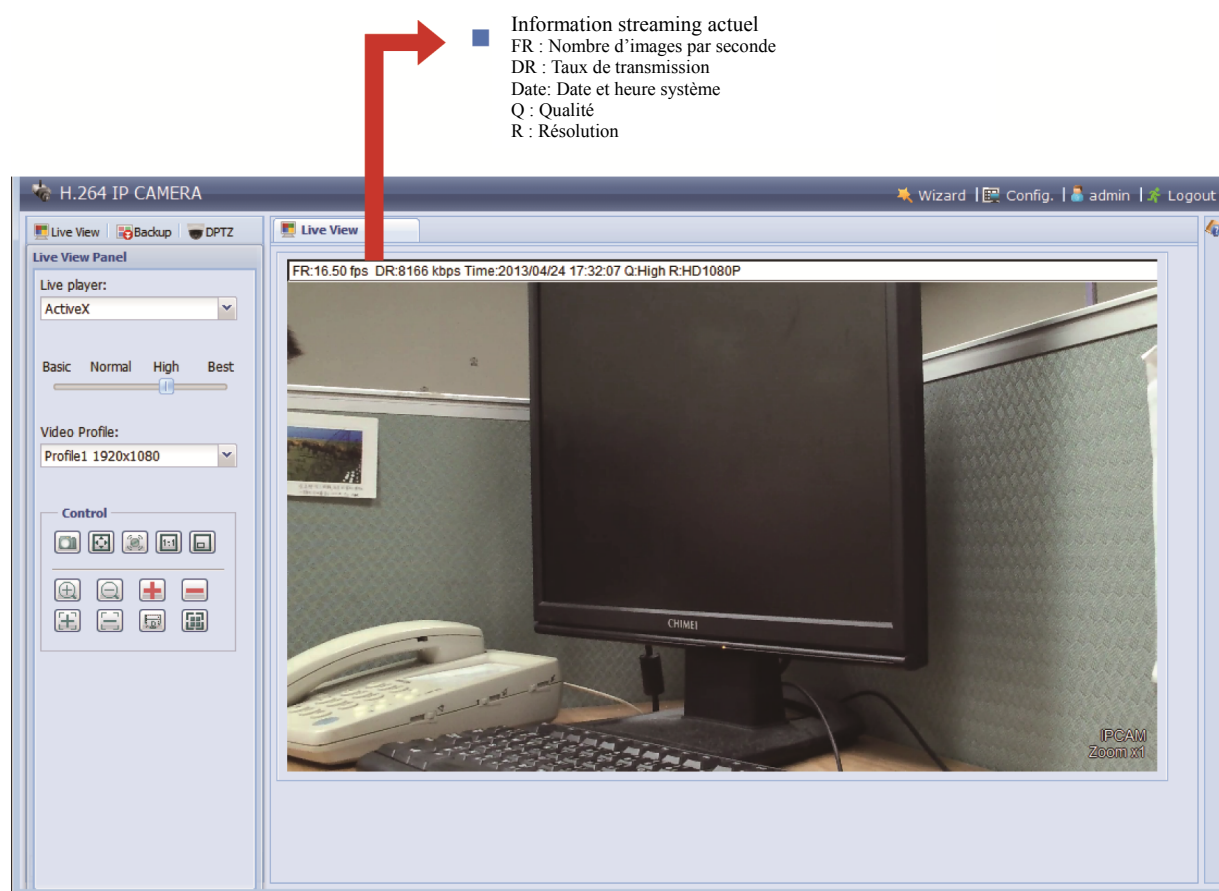 Information streaming actuel
FR : Nombre d’images par seconde
DR : Taux de transmission
Date: Date et heure système
Q : Qualité
R : Résolution
H.264 IP CAMERA
Wizard | Config. | admin | Logout
Live View Backup DPTZ
Live View
Live View Panel
FR:16.50 fps DR:8166 kbps Time:2013/04/24 17:32:07 Q:High R:HD1080P
Live player:
ActiveX
Basic Normal High Best
Video Profile:
Profile1 1920x1080
Control
1:1
CHIMEI
IPCAM
Zoom x1